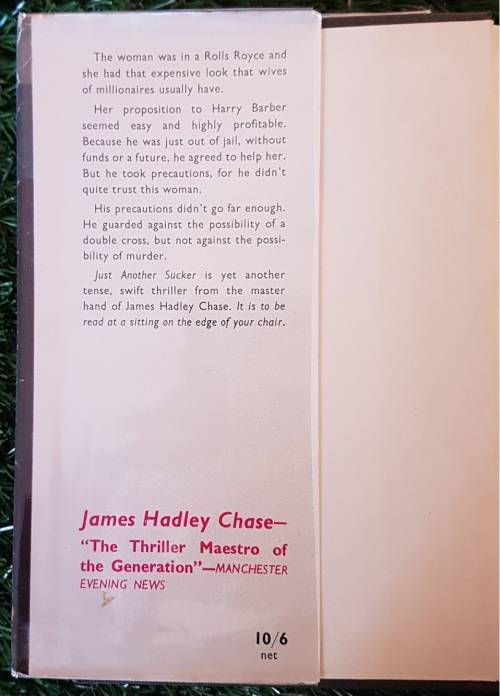 The woman was in a Rolls Royce and
she had that expensive look that wives
of millionaires usually have.
Her proposition to Harry Barber
seemed easy and highly profitable.
Because he was just out of jail, without
funds or a future, he agreed to help her.
But he took precautions, for he didn't
quite trust this woman.
His precautions didn't go far enough.
He guarded against the possibility of a
double cross, but not against the possi-
bility of murder.
Just Another Sucker is yet another
tense, swift thriller from the master
hand of James Hadley Chase. It is to be
read at a sitting on the edge of your chair.
James Hadley Chase—
"The Thriller Maestro of
the Generation"—MANCHESTER
EVENING NEWS
10/6
net